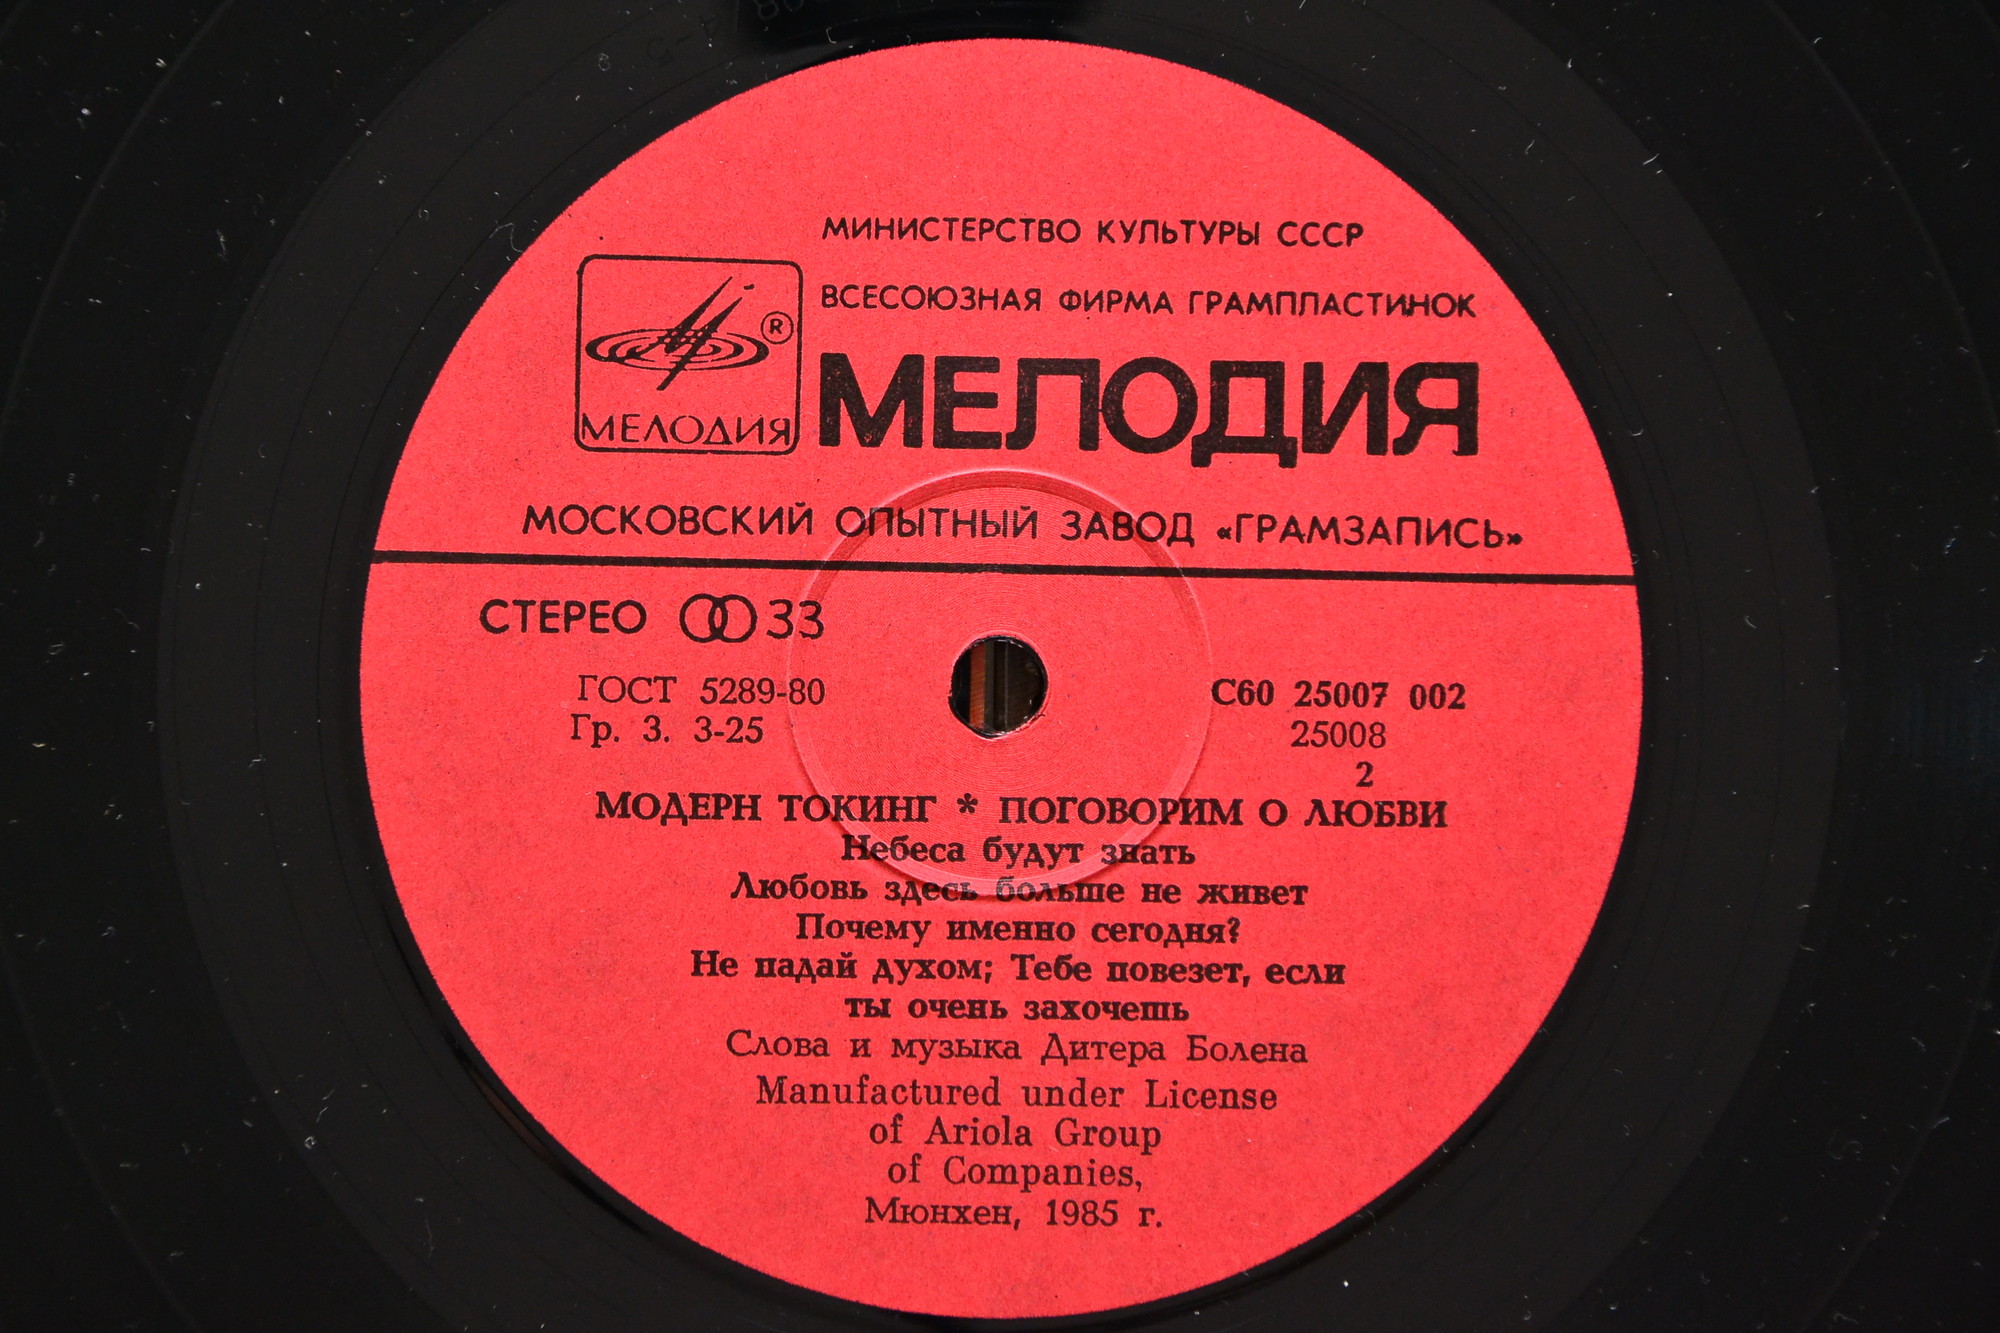 МИНИСТЕРСТВО КУЛЬТУРЫ СССР
ВСЕСОЮЗНАЯ ФИРМА ГРАМПЛАСТИНОК
®
МЕЛОДИЯ
МЕЛОДИЯ
МОСКОВСКИЙ ОПЫТНЫЙ ЗАВОД «ГРАМЗАПИСЬ»
СТЕРЕО 33
ГОСТ 5289-80
Гр. 3. 3-25
С60 25007 002
25008
2
МОДЕРН ТОКИНГ * ПОГОВОРИМ О ЛЮБВИ
Небеса будут знать
Любовь здесь больше не живет
Почему именно сегодня?
Не падай духом; Тебе повезет, если
ты очень захочешь
Слова и музыка Дитера Болена
Manufactured under License
of Ariola Group
of Companies,
Мюнхен, 1985 г.